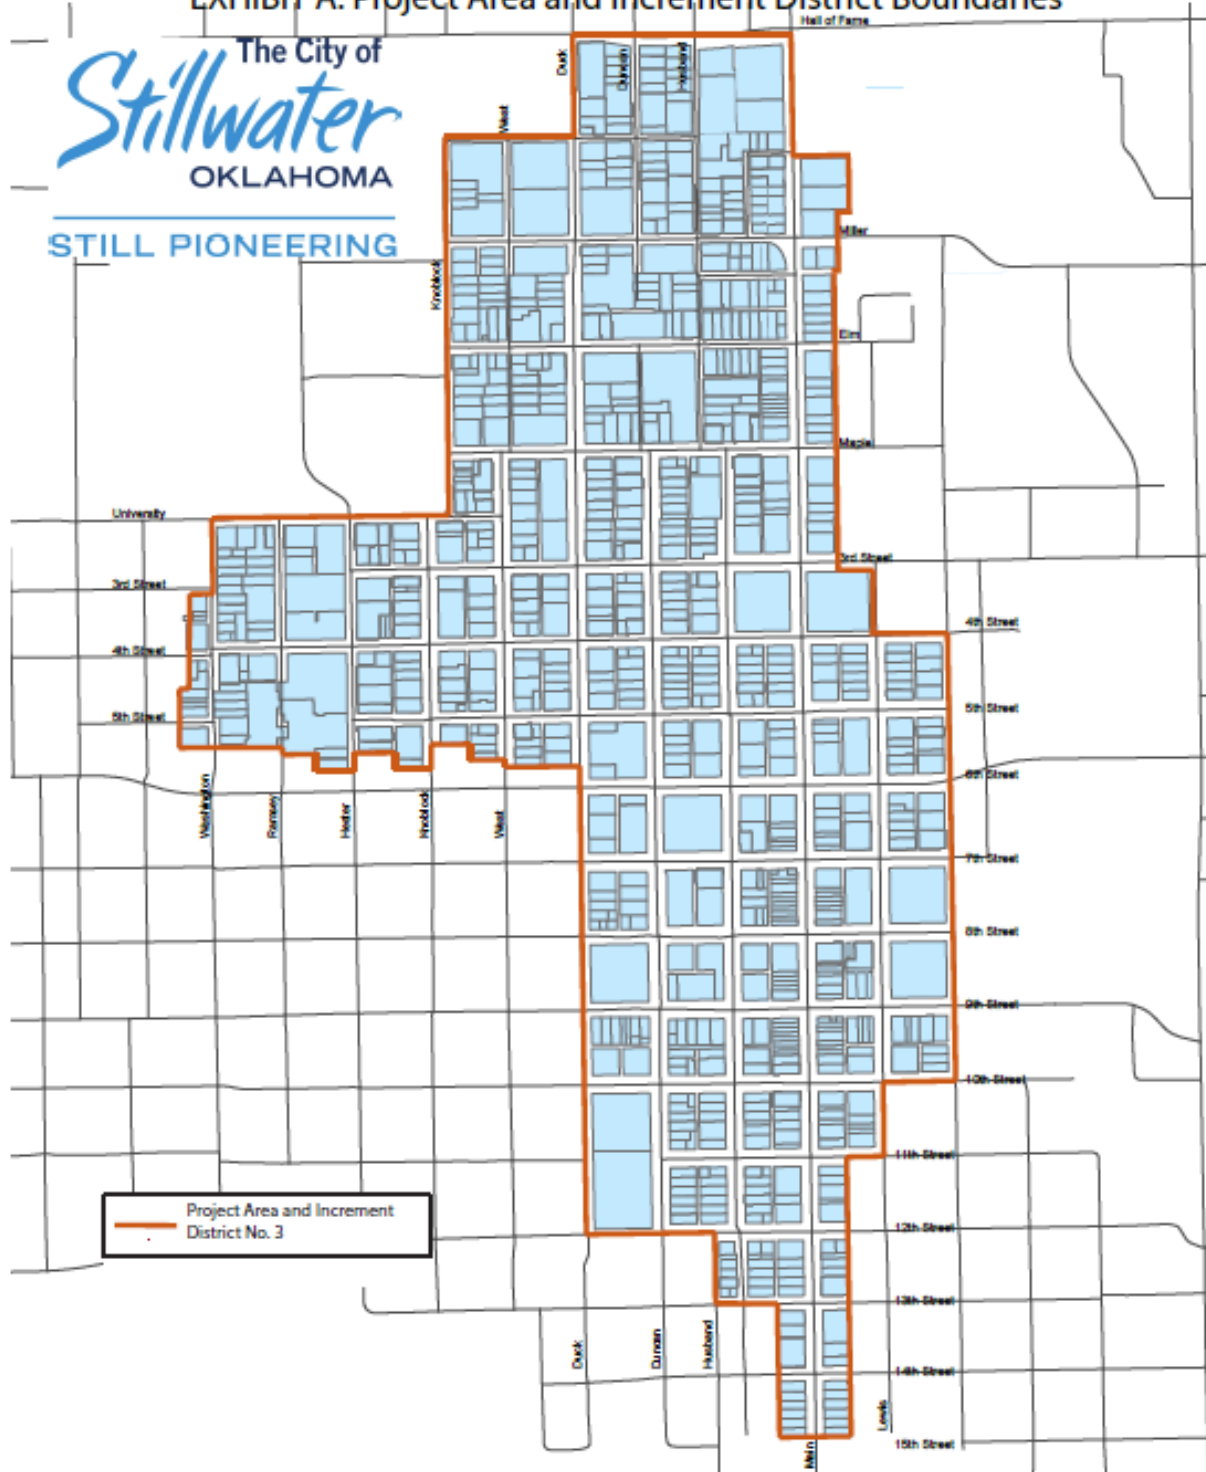 EXHIBIT A: Project Area and Increment District Boundaries
Hall of Fame
The City of
Stillwater
OKLAHOMA
STILL PIONEERING
Duck
Duncan
Husband
West
Miller
Knoblock
Elm
Maple
University
3rd Street
3rd Street
4th Street
4th Street
5th Street
5th Street
6th Street
Washington
Ramsey
Hester
Knoblock
West
7th Street
8th Street
9th Street
10th Street
11th Street
Project Area and Increment
District No. 3
12th Street
13th Street
Duck
Duncan
Husband
14th Street
Lewis
15th Street
Main